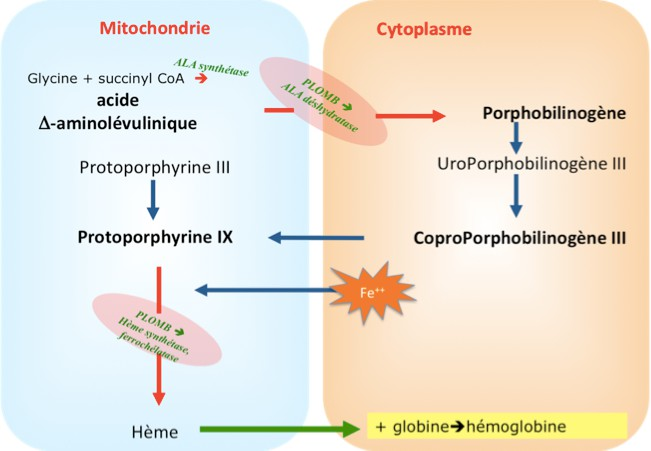 Mitochondrie
Cytoplasme
Glycine + succinyl CoA ➔
ALA synthétase
acide
Δ-aminolévulinique
PLOMB ➔
ALA déshydratase
Porphobilinogène
Protoporphyrine III
UroPorphobilinogène III
Protoporphyrine IX
CoproPorphobilinogène III
Fe⁺⁺
PLOMB ➔
Hème synthétase,
ferrochélatase
Hème
+ globine➔hémoglobine